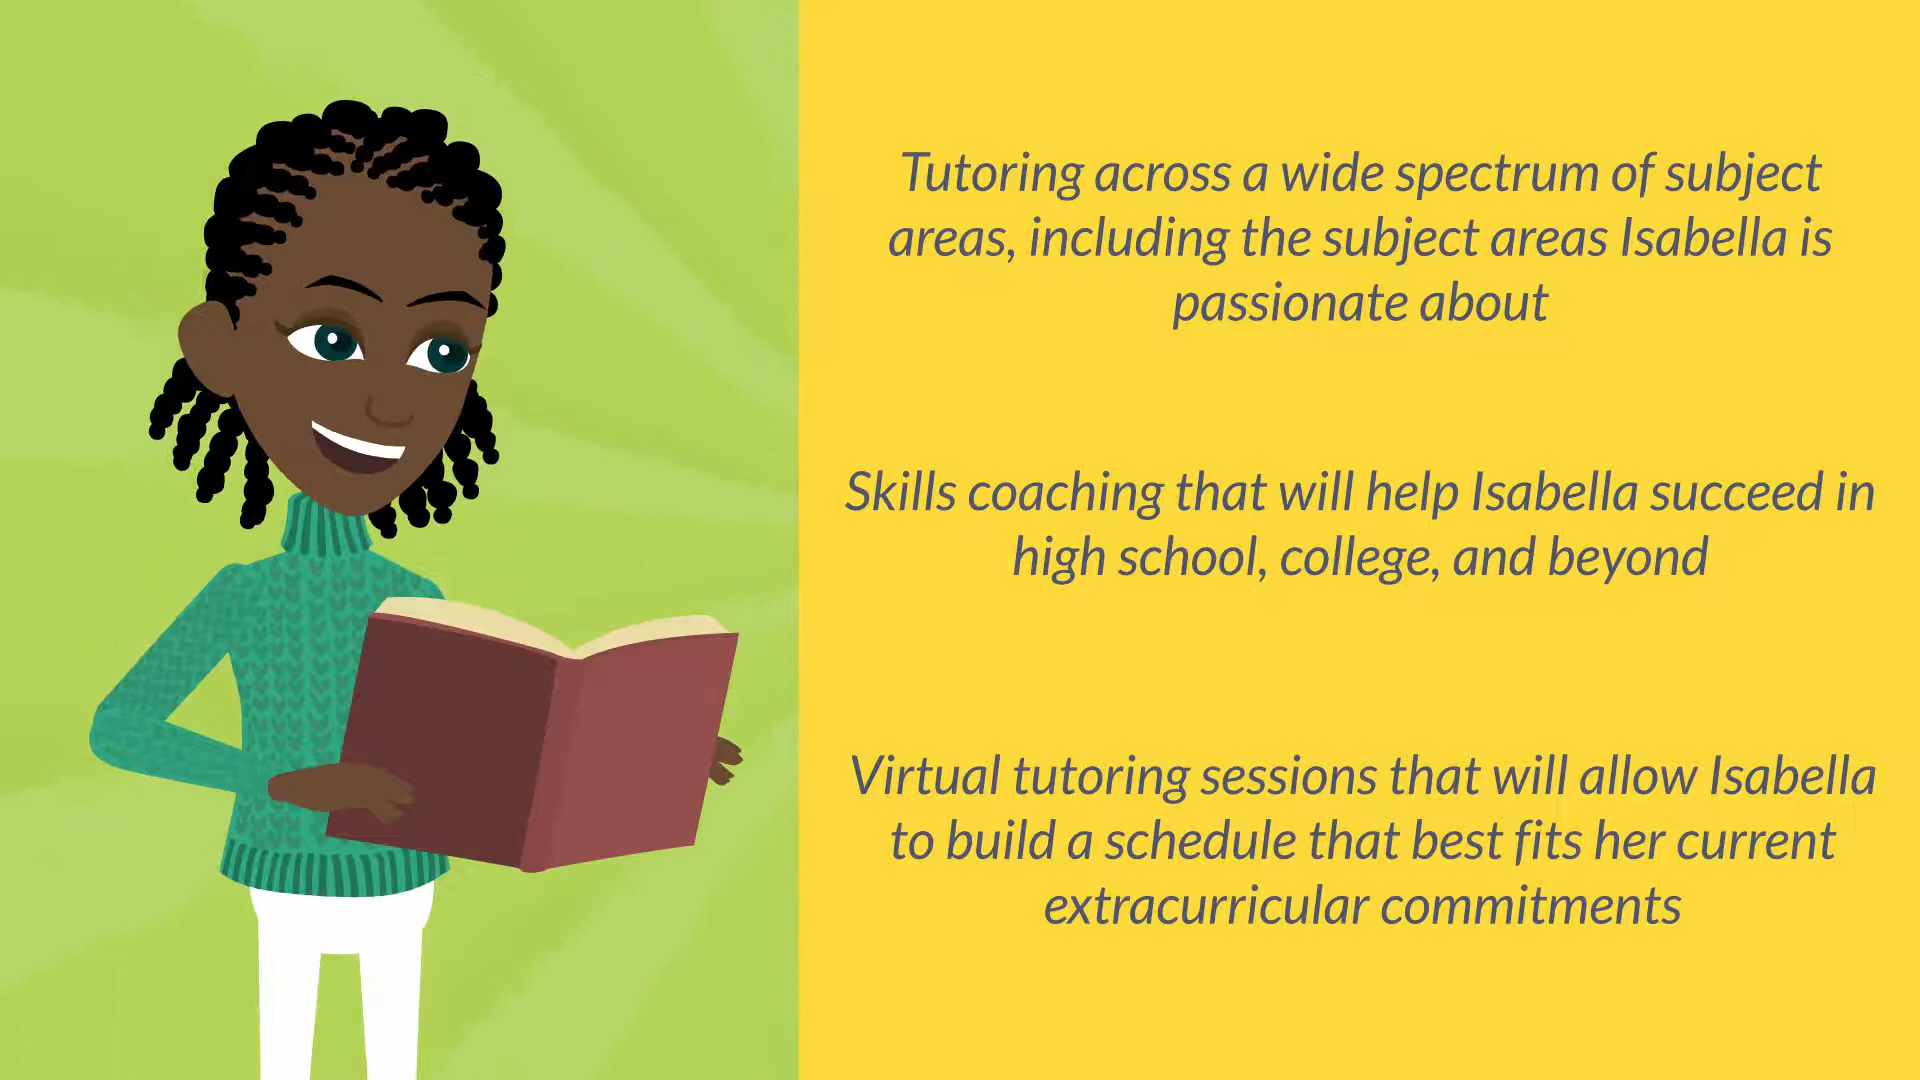 Tutoring across a wide spectrum of subject
areas, including the subject areas Isabella is
passionate about
Skills coaching that will help Isabella succeed in
high school, college, and beyond
Virtual tutoring sessions that will allow Isabella
to build a schedule that best fits her current
extracurricular commitments